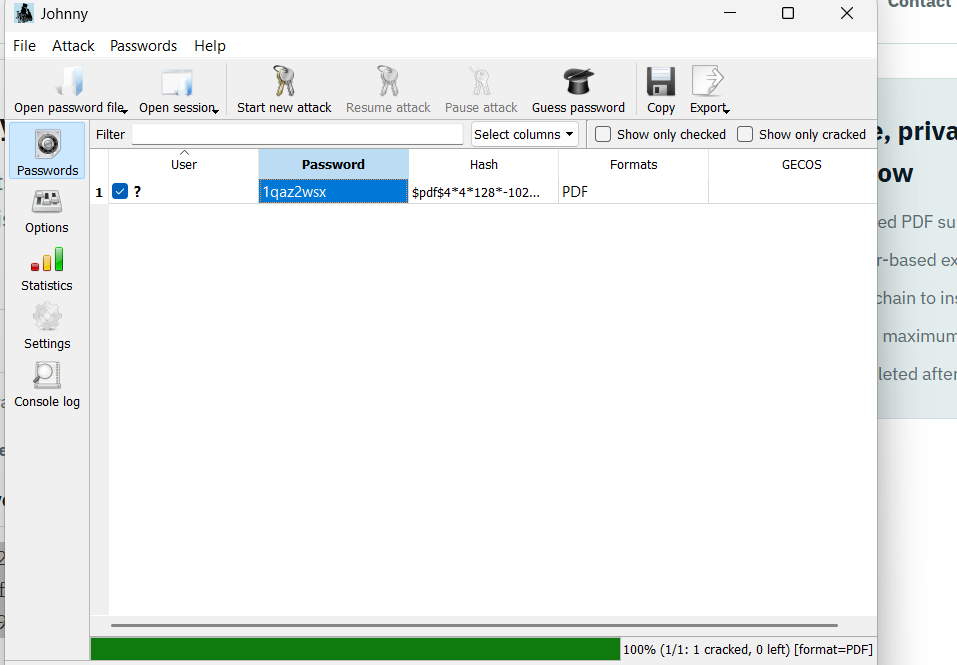 Johnny
Contact
File Attack Passwords Help
Open password file Open session Start new attack Resume attack Pause attack Guess password Copy Export
Passwords
Filter Select columns Show only checked Show only cracked
User Password Hash Formats GECOS
1 ? 1qaz2wsx $pdf$4*4*128*-102... PDF
Options
Statistics
Settings
Console log
100% (1/1: 1 cracked, 0 left) [format=PDF]
e, priva
ow
ed PDF su
r-based ex
chain to ins
maximum
leted after